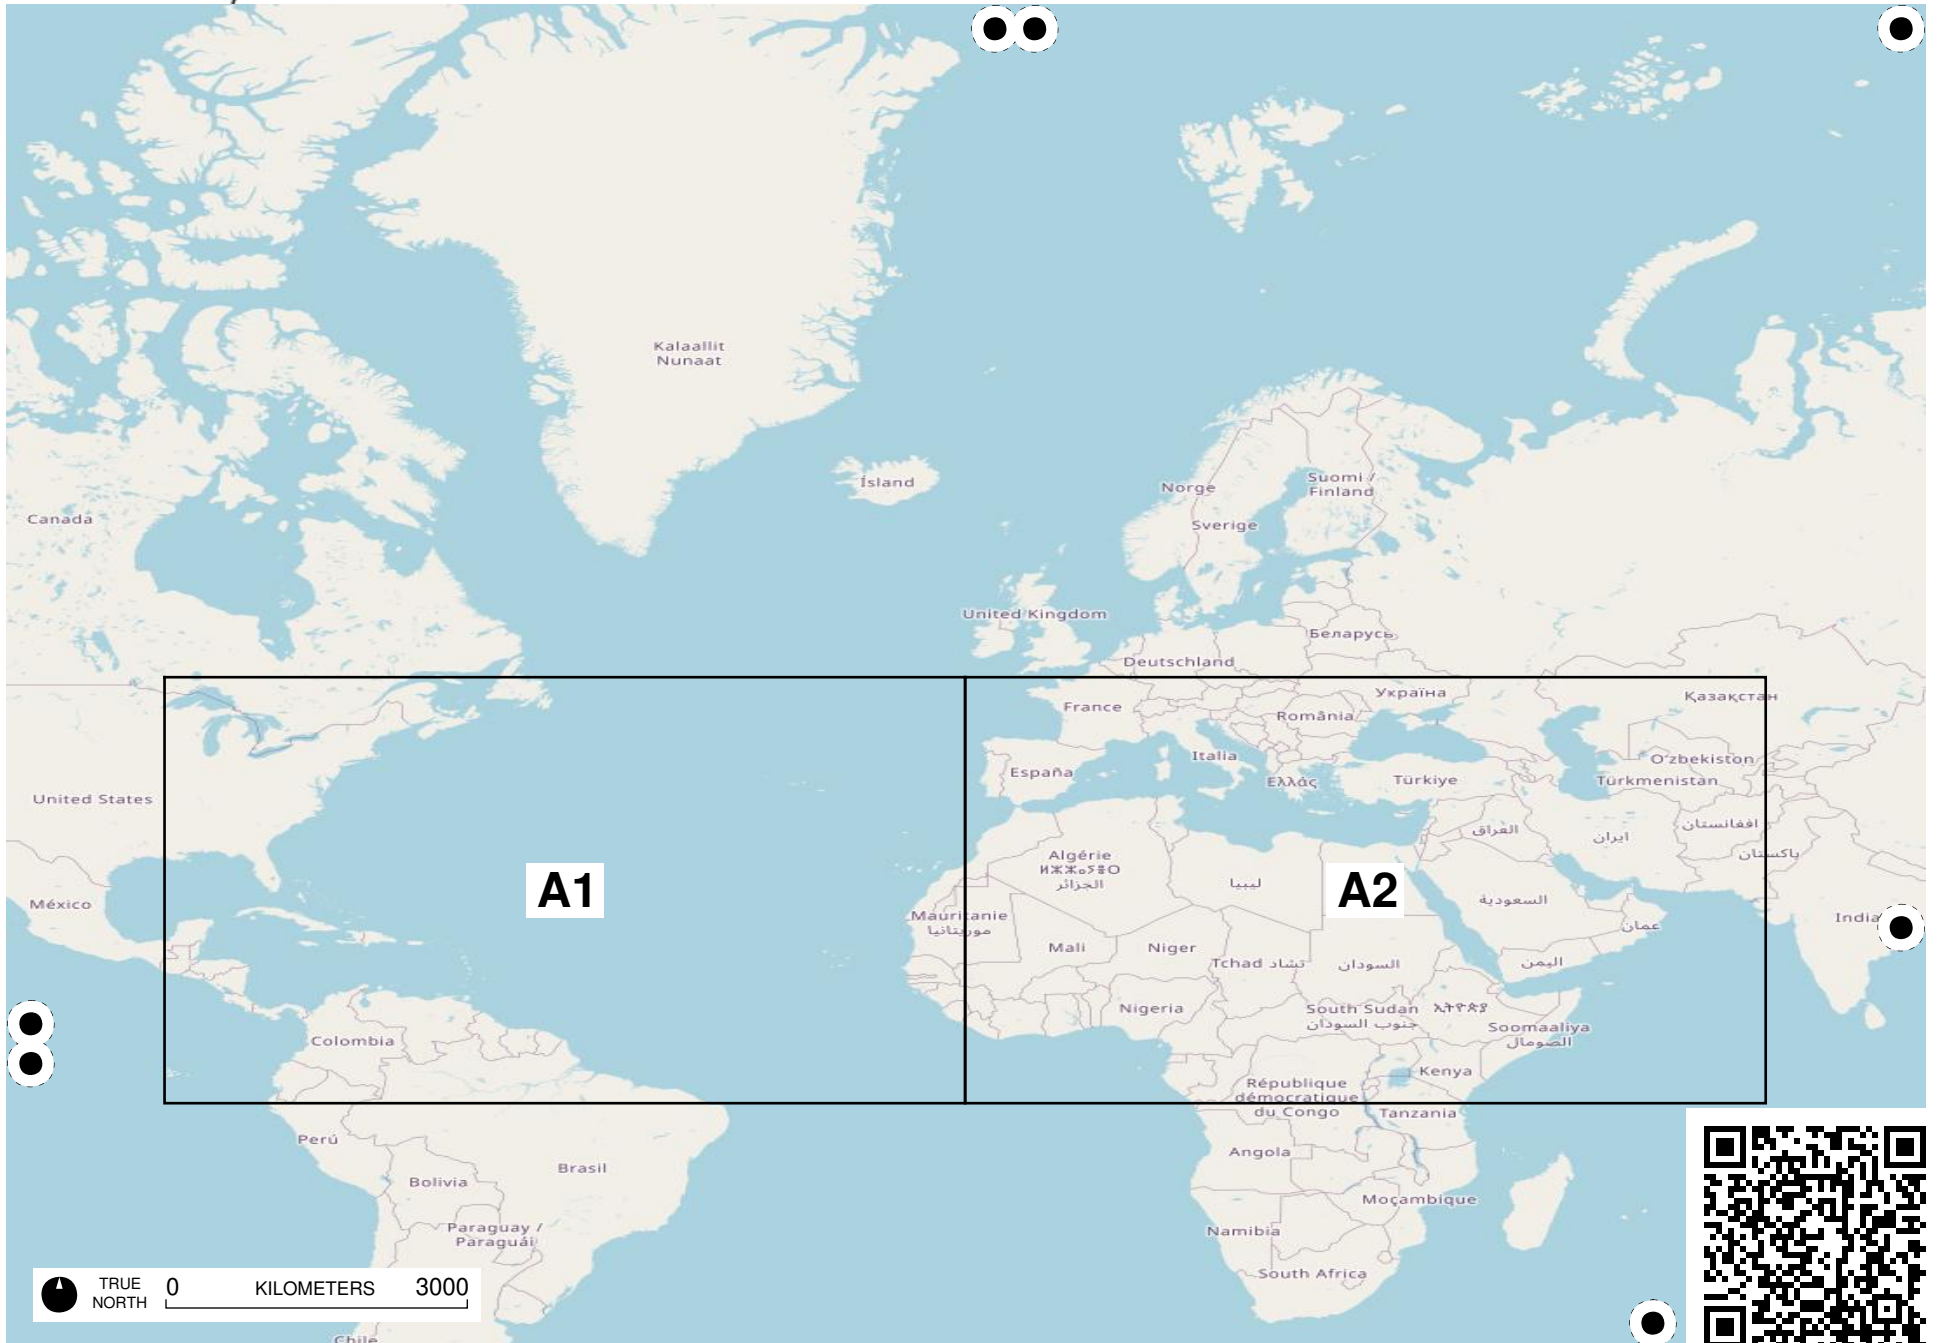 Kalaallit
Nunaat
Ísland
Norge
Suomi /
Finland
Sverige
Canada
United Kingdom
Беларусь
Deutschland
Україна
Қазақстан
France
România
Italia
O'zbekiston
España
Ελλάς
Türkiye
Türkmenistan
United States
العراق
ايران
افغانستان
Algérie
ⵍⵣⵣⴰⵢⴻⵔ
الجزائر
پاکستان
A1
ليبيا
A2
السعودية
México
Mauritanie
موريتانيا
India
عمان
Mali
Niger
Tchad تشاد
السودان
اليمن
Nigeria
South Sudan
جنوب السودان
ኢትዮጵያ
Soomaaliya
الصومال
Colombia
Kenya
République
démocratique
du Congo
Tanzania
Perú
Angola
Brasil
Bolivia
Moçambique
Paraguay /
Paraguái
Namibia
South Africa
TRUE
NORTH
0 KILOMETERS 3000
Chile